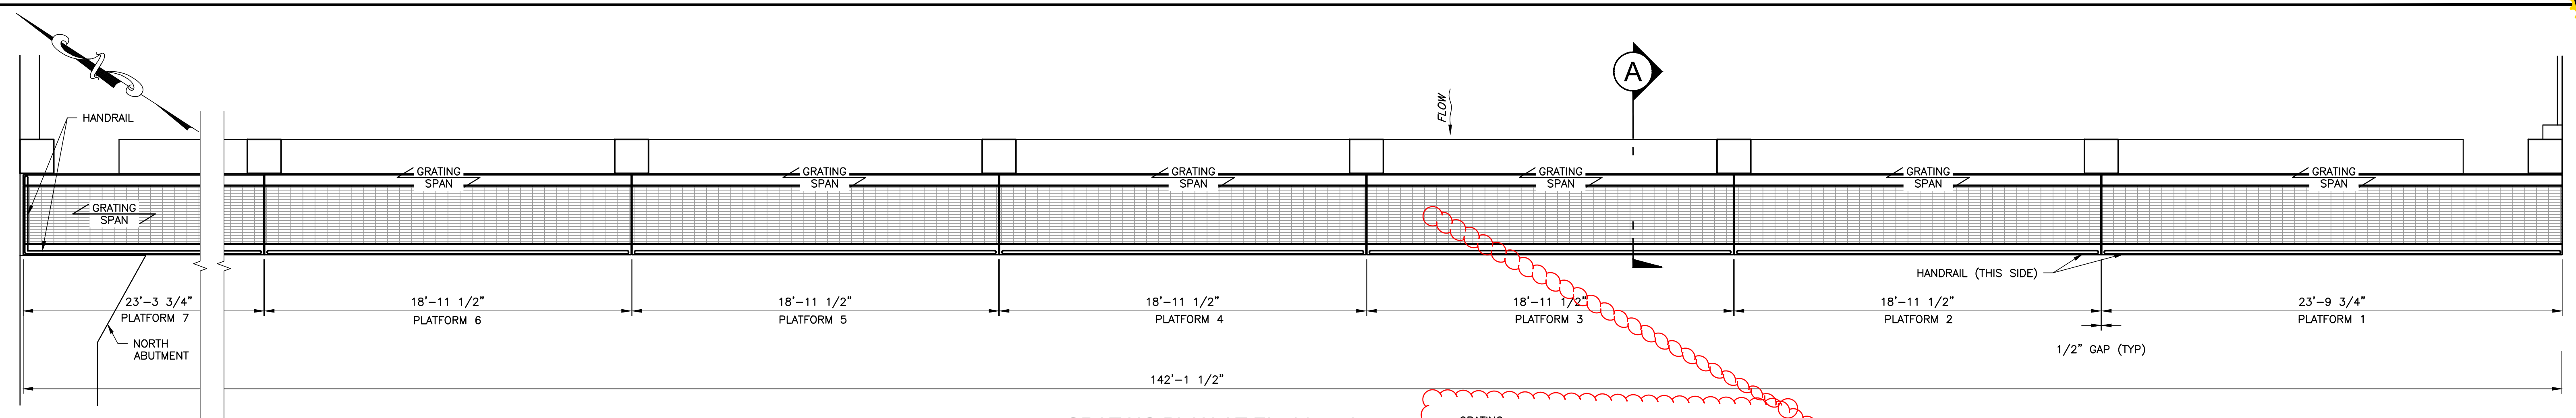 A
FLOW
HANDRAIL
GRATING
SPAN
GRATING
SPAN
GRATING
SPAN
GRATING
SPAN
GRATING
SPAN
GRATING
SPAN
GRATING
SPAN
HANDRAIL (THIS SIDE)
23'-3 3/4"
PLATFORM 7
18'-11 1/2"
PLATFORM 6
18'-11 1/2"
PLATFORM 5
18'-11 1/2"
PLATFORM 4
18'-11 1/2"
PLATFORM 3
18'-11 1/2"
PLATFORM 2
23'-9 3/4"
PLATFORM 1
NORTH
ABUTMENT
1/2" GAP (TYP)
142'-1 1/2"